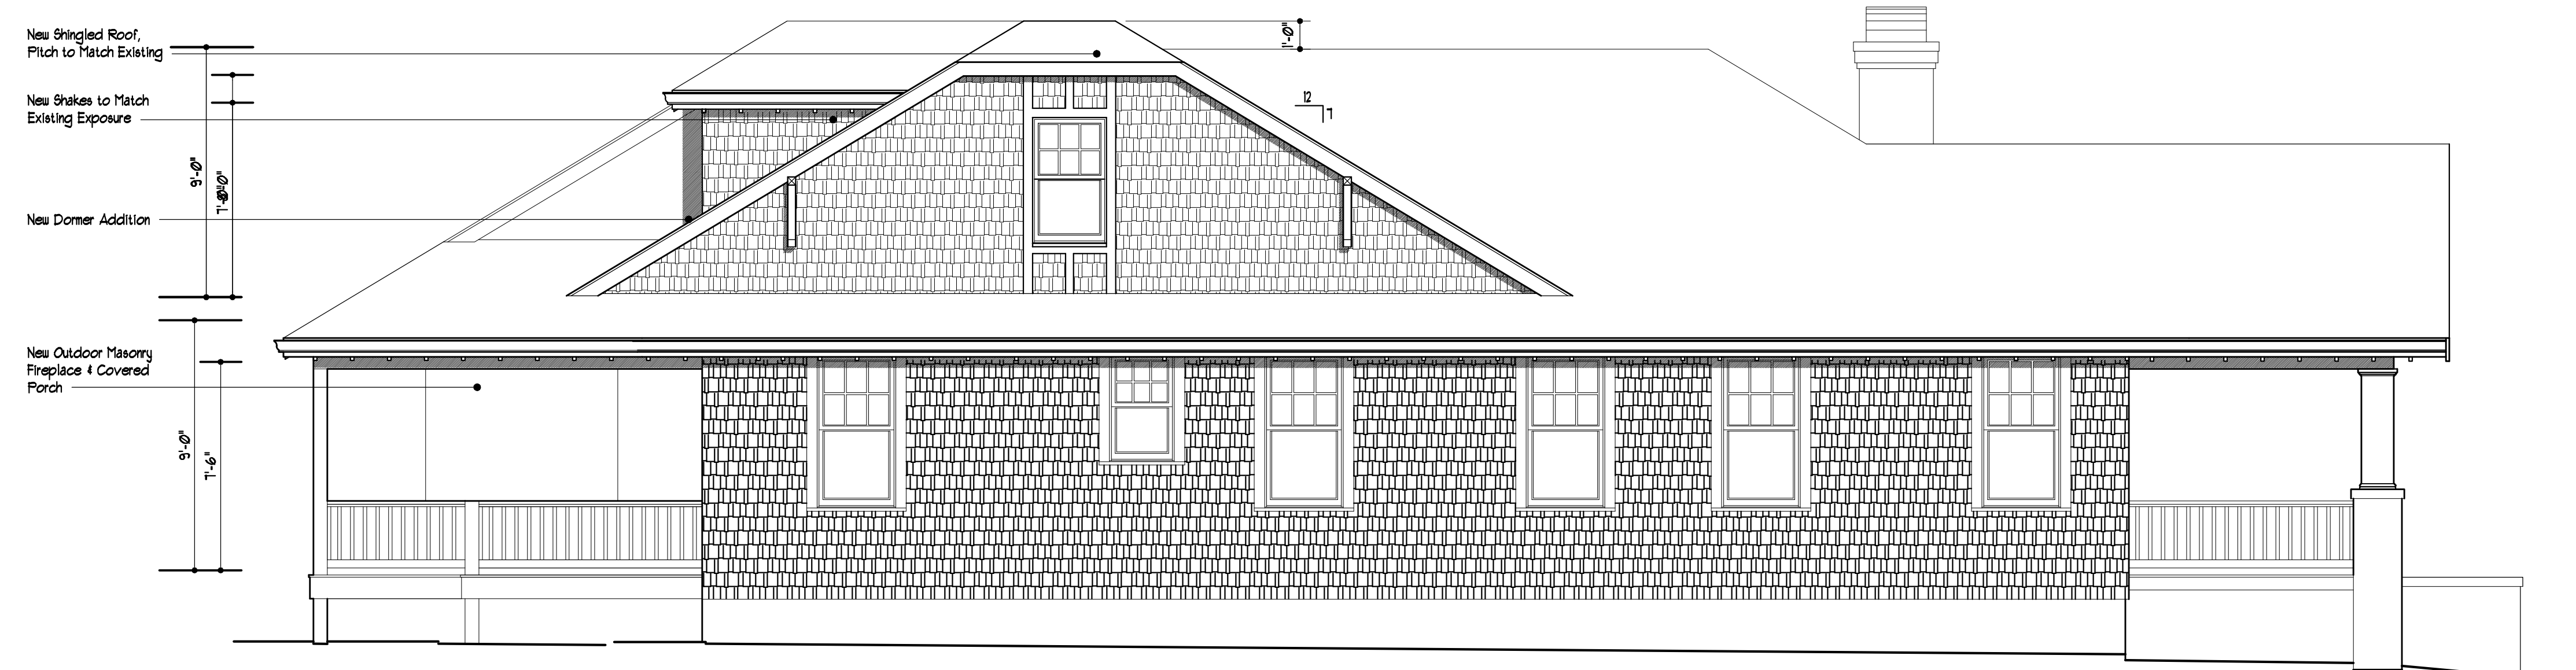 New Shingled Roof,
Pitch to Match Existing
1'-0"
New Shakes to Match
Existing Exposure
12
7
9'-0"
New Dormer Addition
New Outdoor Masonry
Fireplace & Covered
Porch
9'-0"
7'-6"